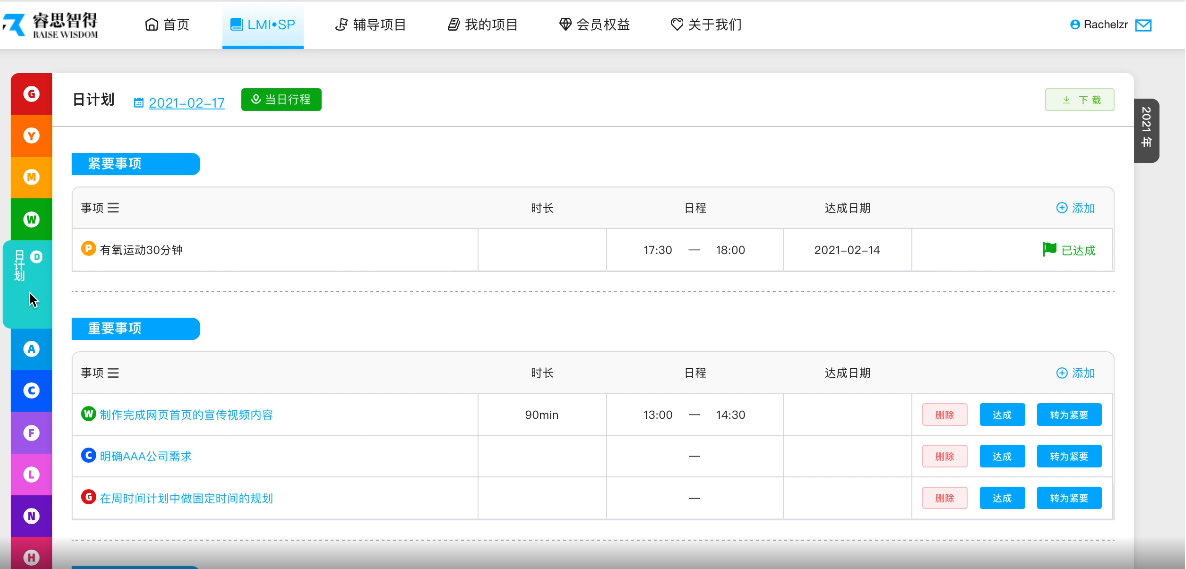 睿思智得
RAISE WISDOM
首页
LMI•SP
辅导项目
我的项目
会员权益
关于我们
Rachelzr
G
Y
M
W
日计划 D
A
C
F
L
N
H
日计划 2021-02-17 当日行程 下载
2021 年
紧要事项
事项 时长 日程 达成日期 添加
P 有氧运动30分钟 17:30 — 18:00 2021-02-14 已达成
重要事项
事项 时长 日程 达成日期 添加
W 制作完成网页首页的宣传视频内容 90min 13:00 — 14:30 删除 达成 转为紧要
C 明确AAA公司需求 — 删除 达成 转为紧要
G 在周时间计划中做固定时间的规划 — 删除 达成 转为紧要